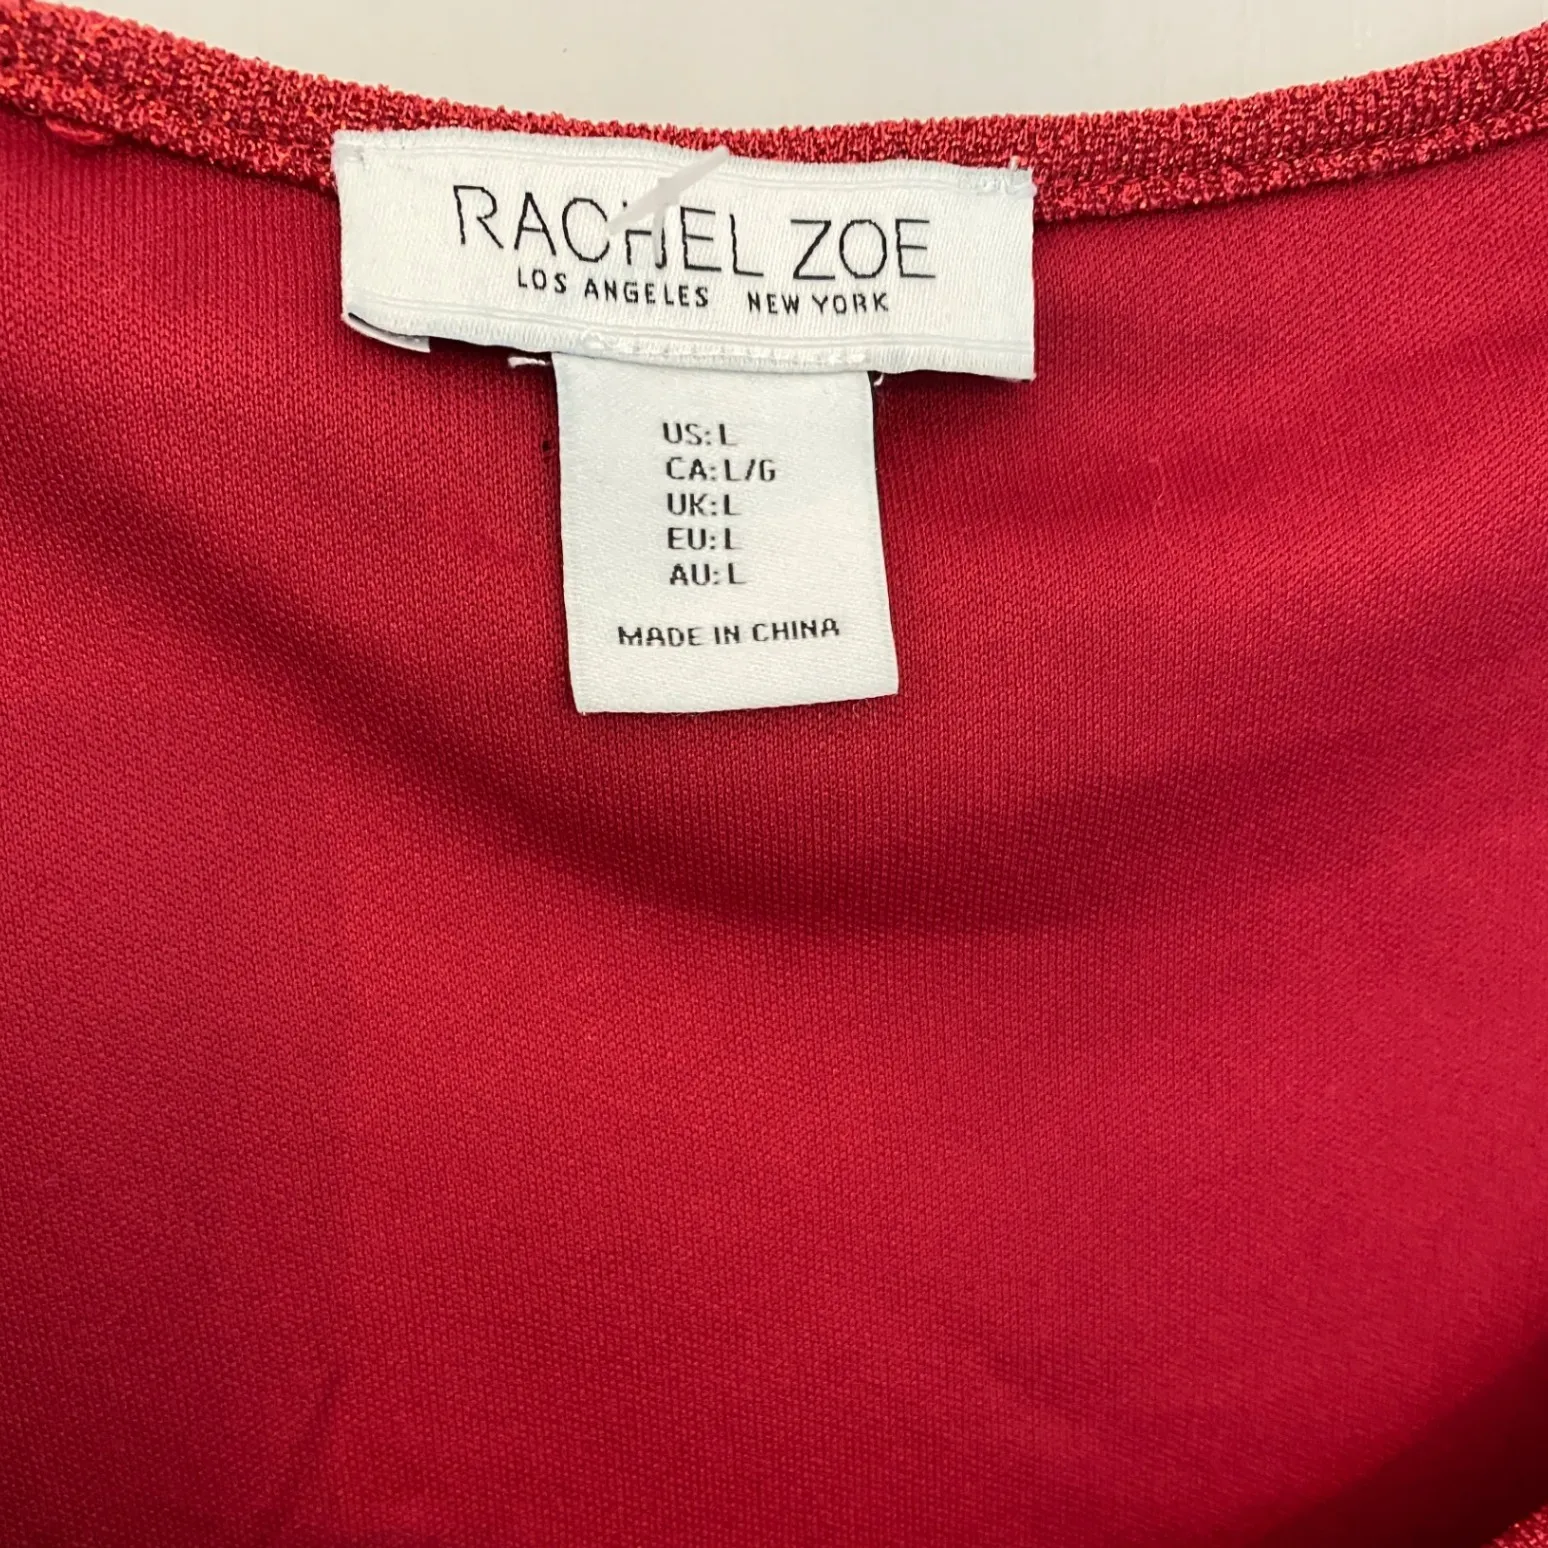 RACHEL ZOE
LOS ANGELES NEW YORK
US: L
CA: L/G
UK: L
EU: L
AU: L
MADE IN CHINA